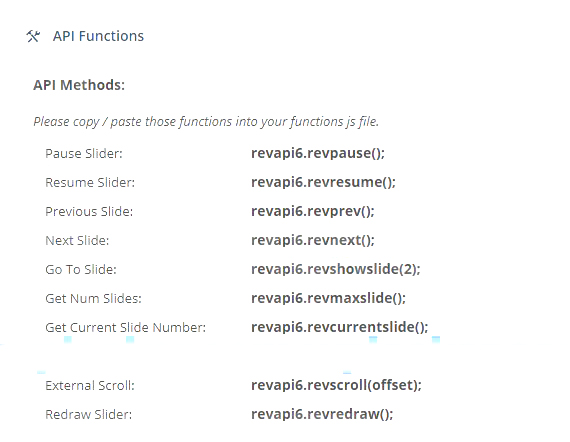 API Functions
API Methods:
Please copy / paste those functions into your functions js file.
Pause Slider: revapi6.revpause();
Resume Slider: revapi6.revresume();
Previous Slide: revapi6.revprev();
Next Slide: revapi6.revnext();
Go To Slide: revapi6.revshowslide(2);
Get Num Slides: revapi6.revmaxslide();
Get Current Slide Number: revapi6.revcurrentslide();
External Scroll: revapi6.revscroll(offset);
Redraw Slider: revapi6.revredraw();